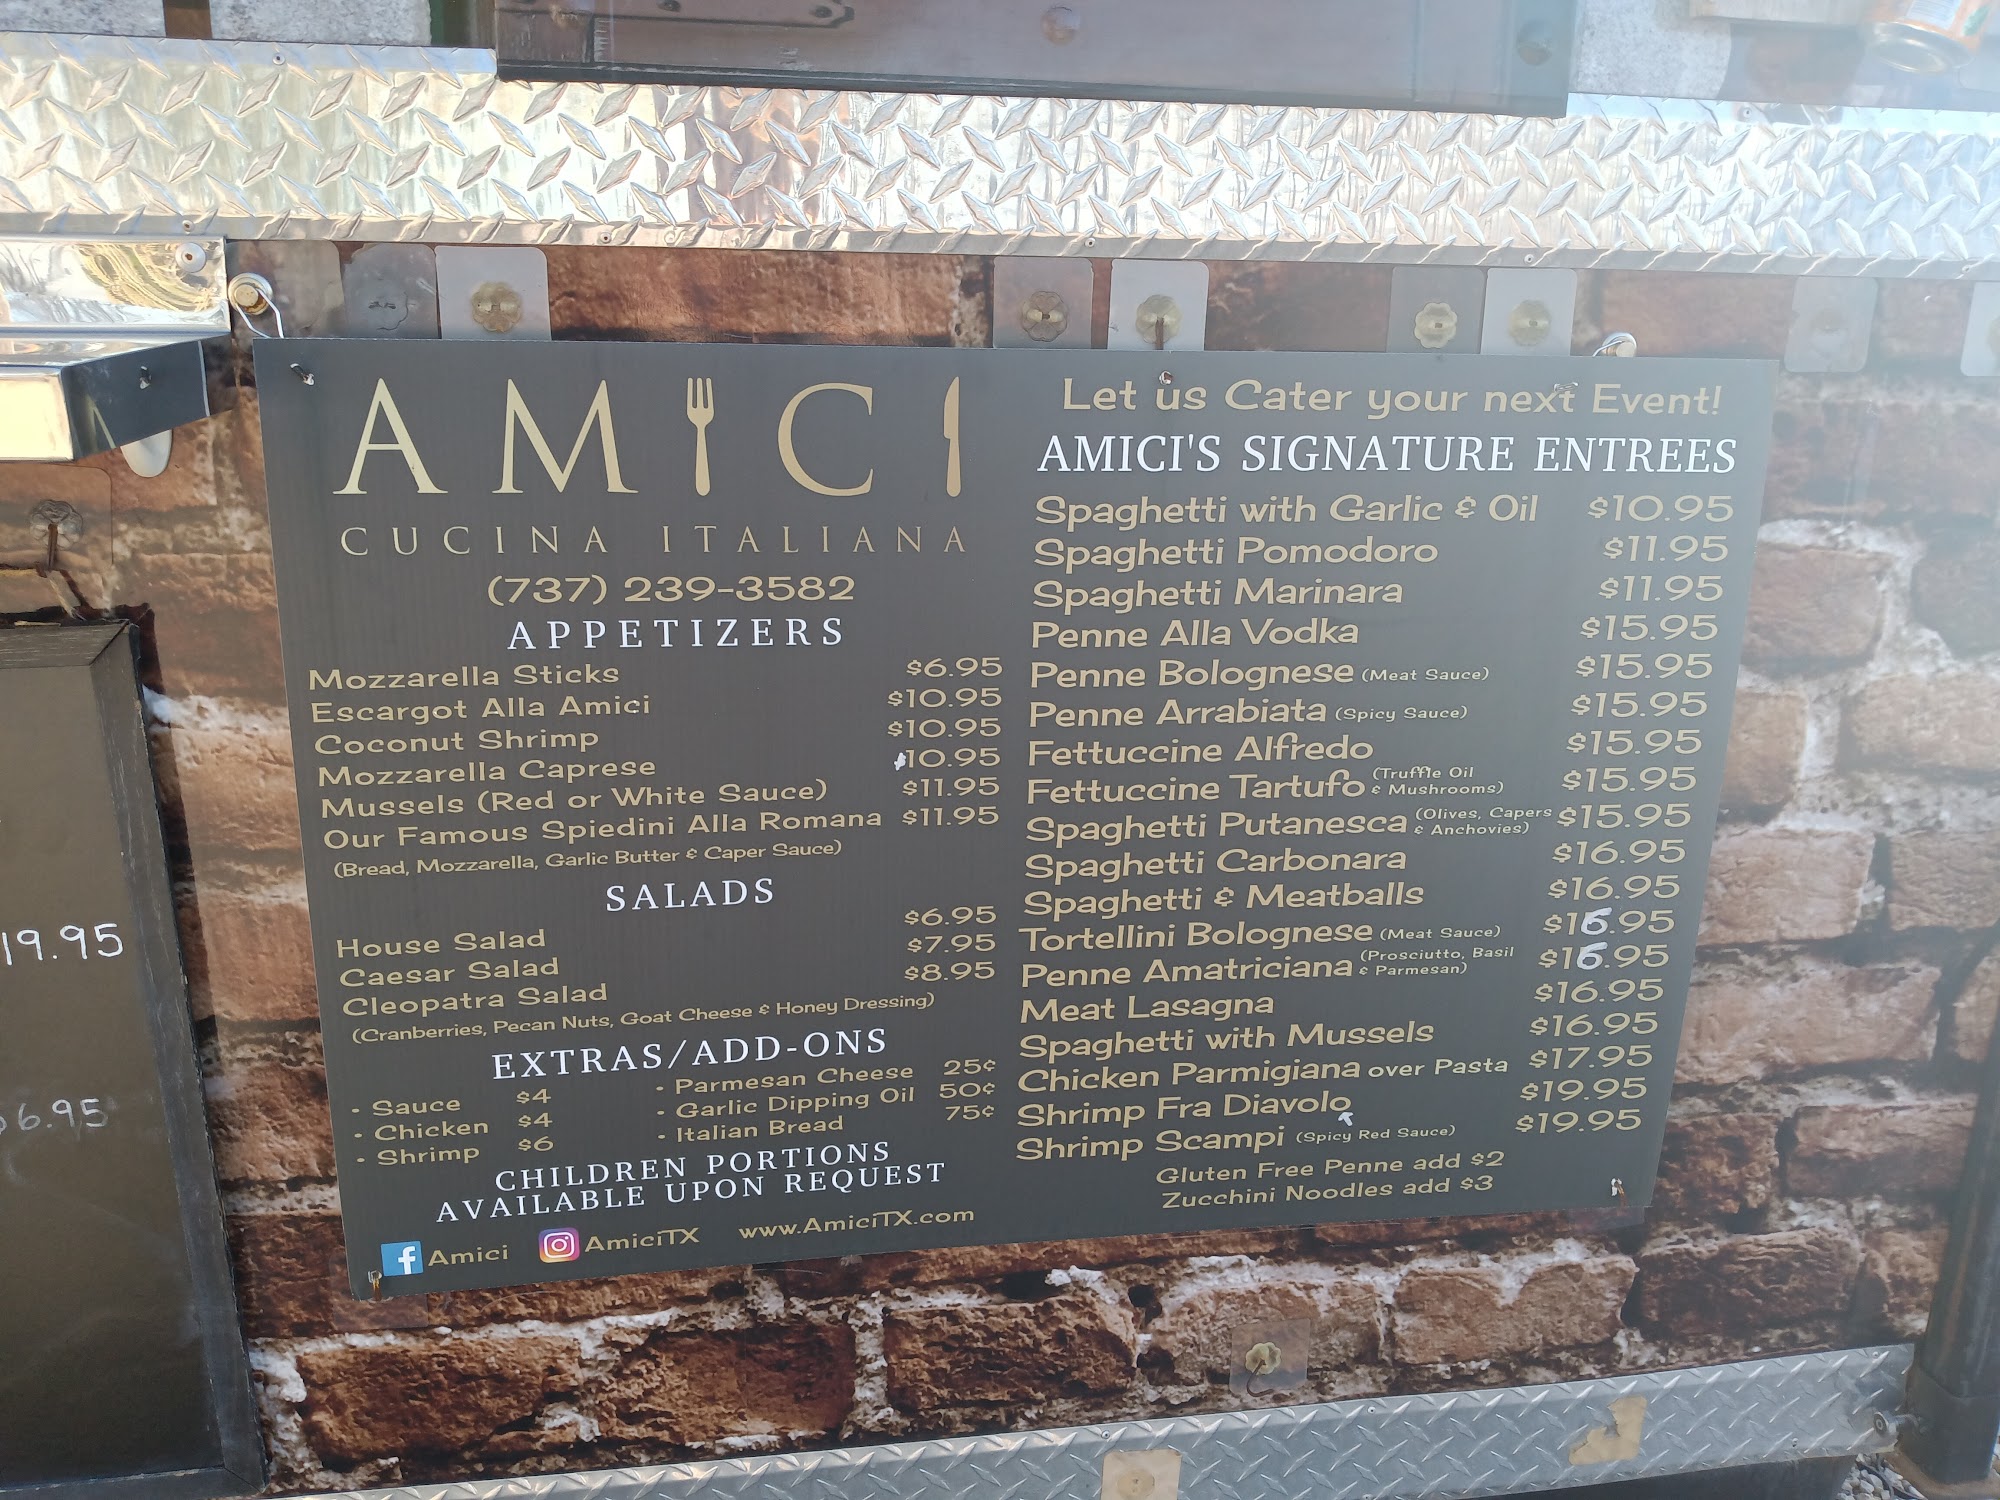 AMICI
CUCINA ITALIANA
(737) 239-3582
APPETIZERS
Mozzarella Sticks $6.95
Escargot Alla Amici $10.95
Coconut Shrimp $10.95
Mozzarella Caprese $10.95
Mussels (Red or White Sauce) $11.95
Our Famous Spiedini Alla Romana $11.95
(Bread, Mozzarella, Garlic Butter & Caper Sauce)
SALADS
House Salad $6.95
Caesar Salad $7.95
Cleopatra Salad $8.95
(Cranberries, Pecan Nuts, Goat Cheese & Honey Dressing)
EXTRAS/ADD-ONS
• Sauce $4
• Chicken $4
• Shrimp $6
• Parmesan Cheese 25¢
• Garlic Dipping Oil 50¢
• Italian Bread 75¢
CHILDREN PORTIONS
AVAILABLE UPON REQUEST
f Amici AmiciTX www.AmiciTX.com
Let us Cater your next Event!
AMICI'S SIGNATURE ENTREES
Spaghetti with Garlic & Oil $10.95
Spaghetti Pomodoro $11.95
Spaghetti Marinara $11.95
Penne Alla Vodka $15.95
Penne Bolognese (Meat Sauce) $15.95
Penne Arrabiata (Spicy Sauce) $15.95
Fettuccine Alfredo $15.95
Fettuccine Tartufo (Truffle Oil & Mushrooms) $15.95
Spaghetti Putanesca (Olives, Capers & Anchovies) $15.95
Spaghetti Carbonara $16.95
Spaghetti & Meatballs $16.95
Tortellini Bolognese (Meat Sauce) $16.95
Penne Amatriciana (Prosciutto, Basil & Parmesan) $16.95
Meat Lasagna $16.95
Spaghetti with Mussels $16.95
Chicken Parmigiana over Pasta $17.95
Shrimp Fra Diavolo $19.95
Shrimp Scampi (Spicy Red Sauce) $19.95
Gluten Free Penne add $2
Zucchini Noodles add $3
19.95
6.95